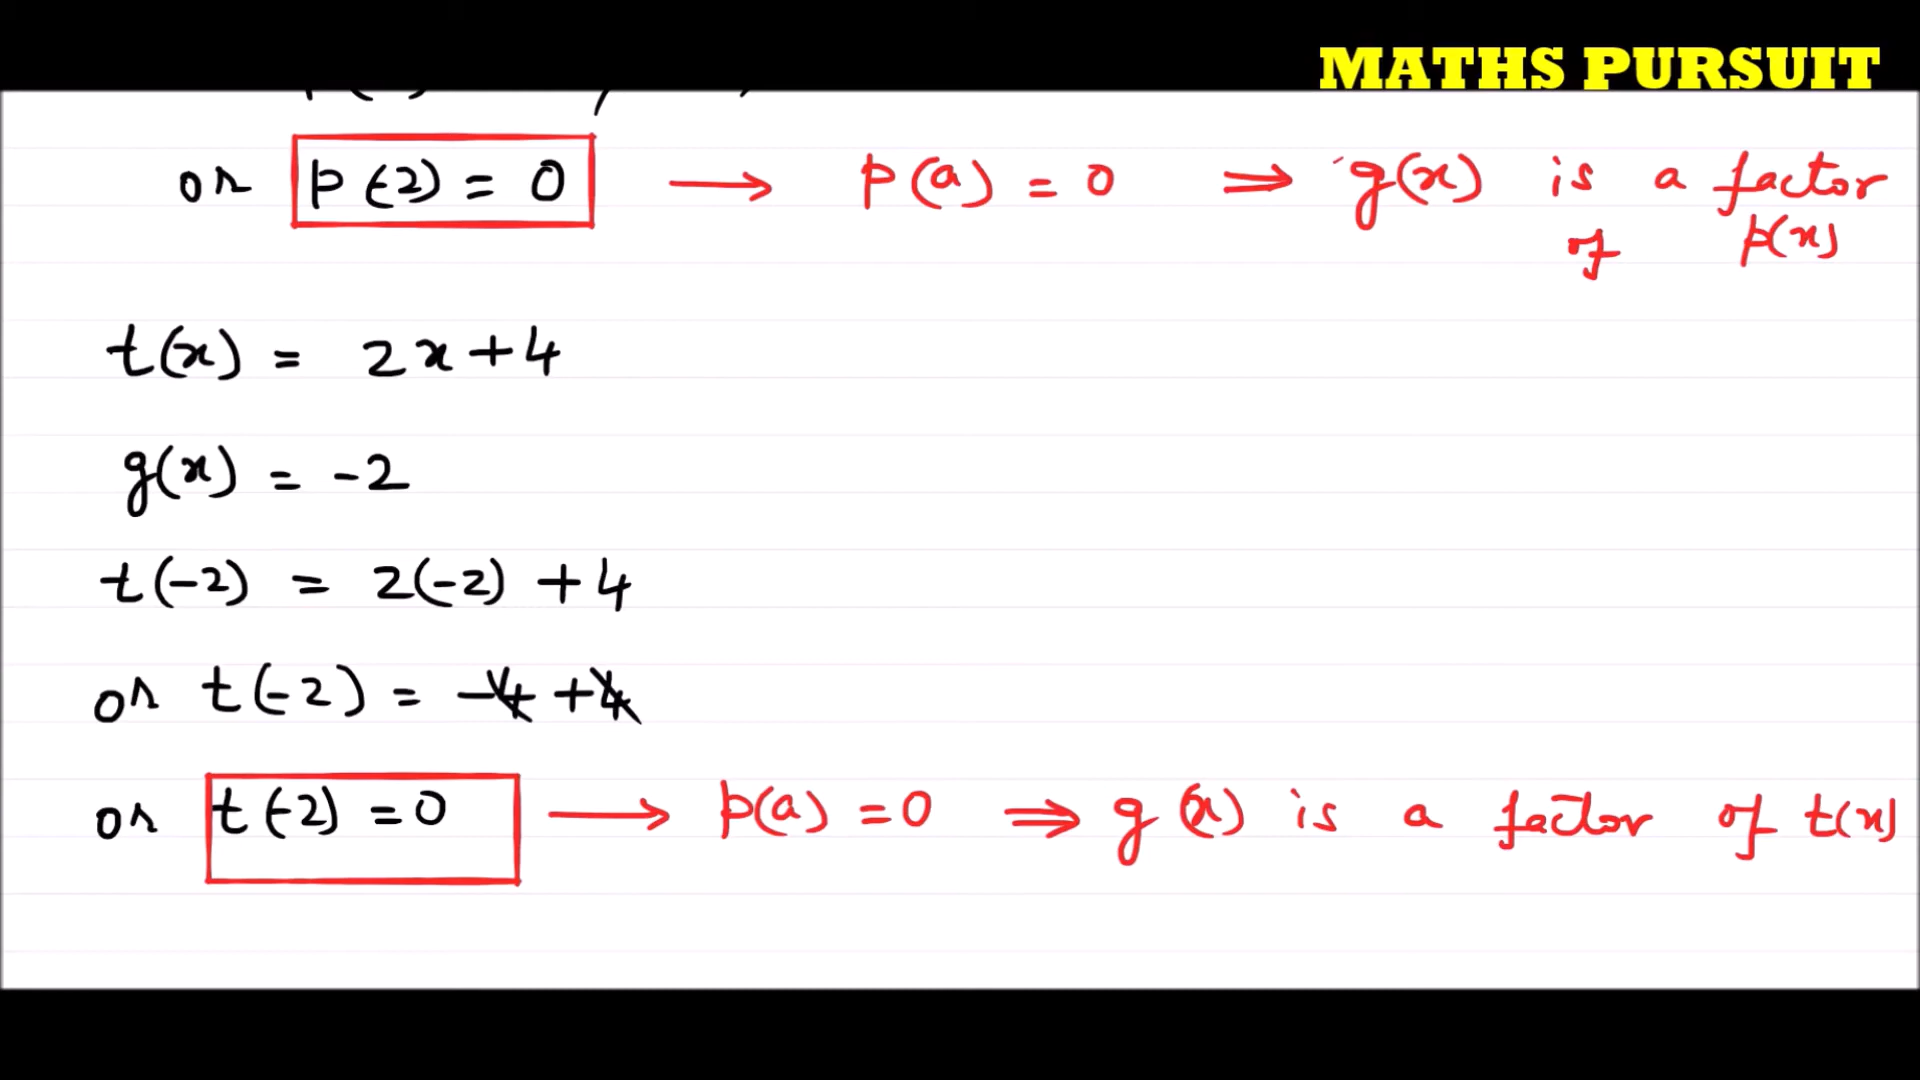 MATHS PURSUIT
or p(-2) = 0 → p(a) = 0 ⇒ g(x) is a factor
of p(x)
t(x) = 2x+4
g(x) = -2
t(-2) = 2(-2) + 4
or t(-2) = -4 +4
or t(-2) = 0 → p(a) = 0 ⇒ g(x) is a factor of t(x)